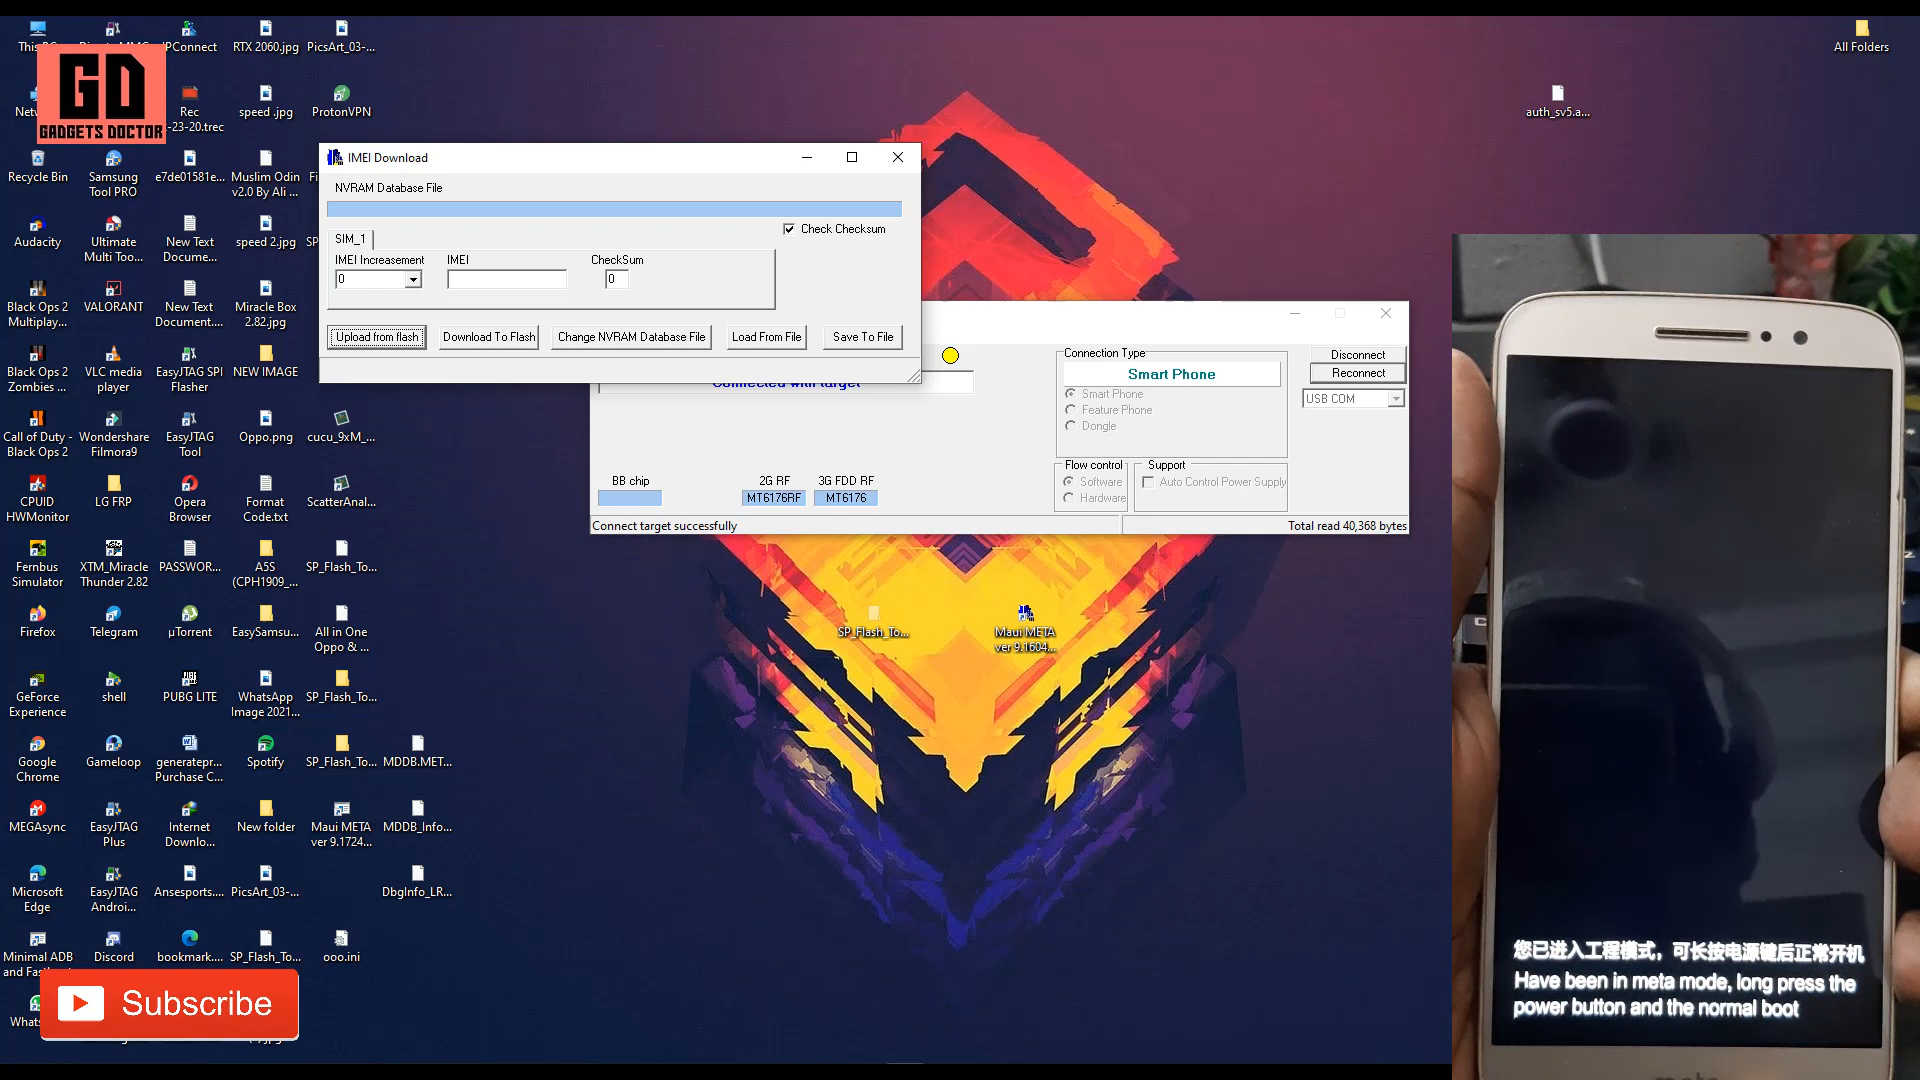 This PC
PConnect
RTX 2060.jpg
PicsArt_03-...
All Folders
GD
GADGETS DOCTOR
Rec
-23-20.trec
speed .jpg
ProtonVPN
auth_sv5.a...
Recycle Bin
Samsung
Tool PRO
e7de01581e...
Muslim Odin
v2.0 By Ali ...
Audacity
Ultimate
Multi Too...
New Text
Docume...
speed 2.jpg
Black Ops 2
Multiplay...
VALORANT
New Text
Document....
Miracle Box
2.82.jpg
Black Ops 2
Zombies ...
VLC media
player
EasyJTAG SPI
Flasher
NEW IMAGE
Call of Duty -
Black Ops 2
Wondershare
Filmora9
EasyJTAG
Tool
Oppo.png
cucu_9xM_...
CPUID
HWMonitor
LG FRP
Opera
Browser
Format
Code.txt
ScatterAnal...
Fernbus
Simulator
XTM_Miracle
Thunder 2.82
PASSWOR...
A5S
(CPH1909_...
SP_Flash_To...
Firefox
Telegram
µTorrent
EasySamsu...
All in One
Oppo & ...
GeForce
Experience
shell
PUBG LITE
WhatsApp
Image 2021...
SP_Flash_To...
Google
Chrome
Gameloop
generatepr...
Purchase C...
Spotify
SP_Flash_To...
MDDB.MET...
MEGAsync
EasyJTAG
Plus
Internet
Downlo...
New folder
Maui META
ver 9.1724...
MDDB_Info...
Microsoft
Edge
EasyJTAG
Androi...
Ansesports....
PicsArt_03-...
DbgInfo_LR...
Minimal ADB
and Fastb
Discord
bookmark....
SP_Flash_To...
ooo.ini
Subscribe
IMEI Download
NVRAM Database File
Check Checksum
SIM_1
IMEI Increasement
IMEI
CheckSum
0
0
Upload from flash
Download To Flash
Change NVRAM Database File
Load From File
Save To File
Connected with target
Connection Type
Smart Phone
Smart Phone
Feature Phone
Dongle
Disconnect
Reconnect
USB COM
Flow control
Software
Hardware
Support
Auto Control Power Supply
BB chip
2G RF
3G FDD RF
MT6176RF
MT6176
Connect target successfully
Total read 40,368 bytes
SP_Flash_To...
Maui META
ver 9.1604...
您已进入工程模式，可长按电源键后正常开机
Have been in meta mode, long press the
power button and the normal boot